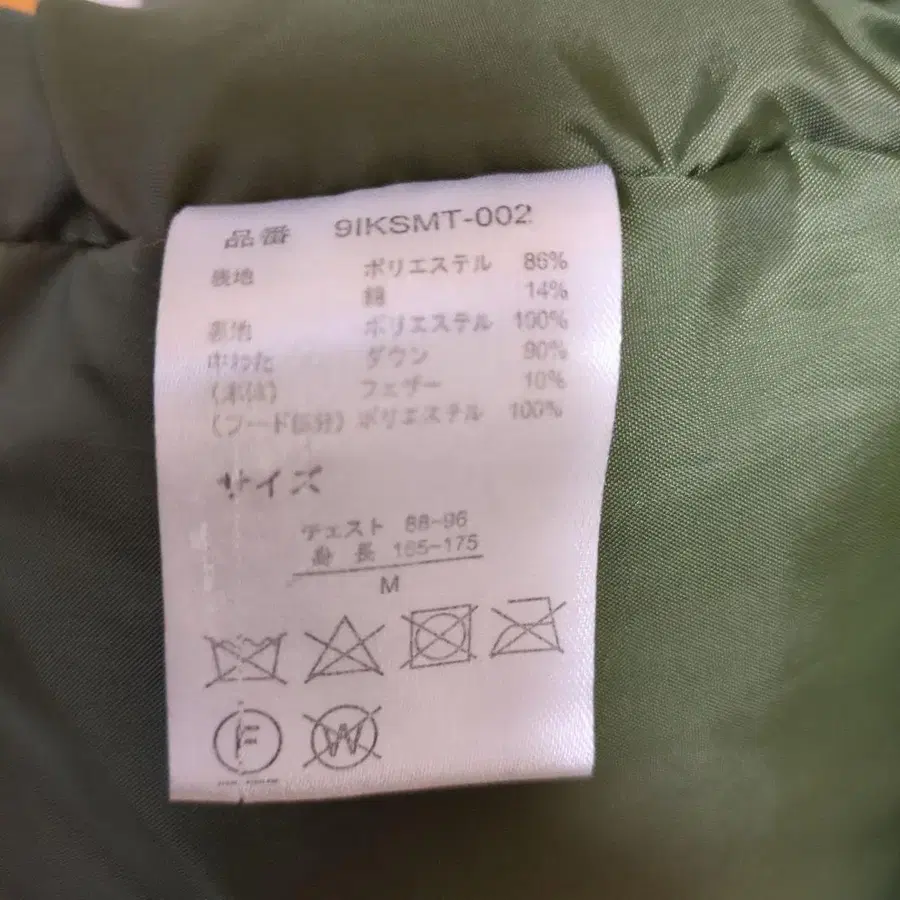 品番 9IKSMT-002
表地 ポリエステル 86%
綿 14%
裏地 ポリエステル 100%
中わた ダウン 90%
(本体) フェザー 10%
(フード部分) ポリエステル 100%
サイズ
チェスト 88-96
身長 165-175
M
F
W